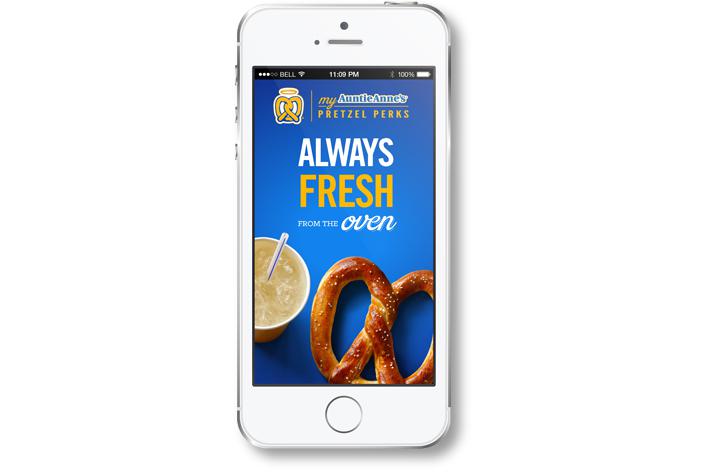 BELL 11:09 PM 100%
my AuntieAnne's
PRETZEL PERKS
ALWAYS
FRESH
FROM THE oven